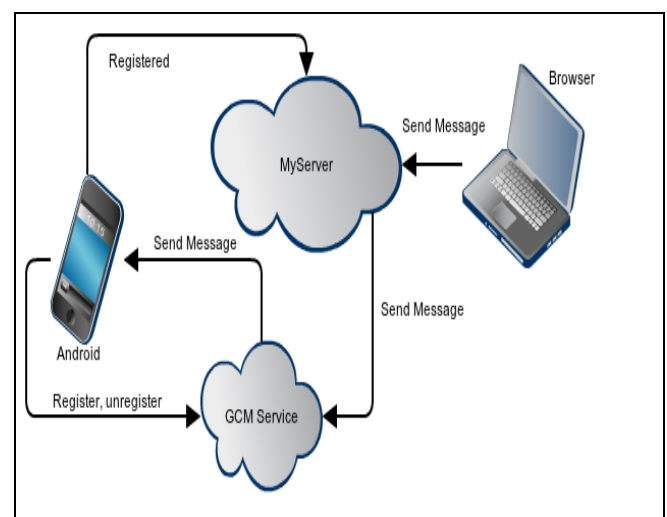 Registered
Browser
Send Message
MyServer
Send Message
Send Message
Android
Register, unregister
GCM Service